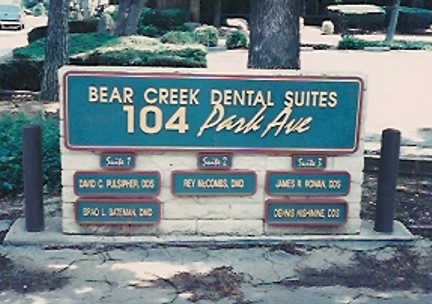 BEAR CREEK DENTAL SUITES
104 Park Ave
Suite 1 Suite 2 Suite 3
DAVID C. PULSIPHER, DDS REY McCOMBS, DMD JAMES R. ROWAN, DDS
BRAD L. BATEMAN, DMD DENNIS NISHIMINE, DDS